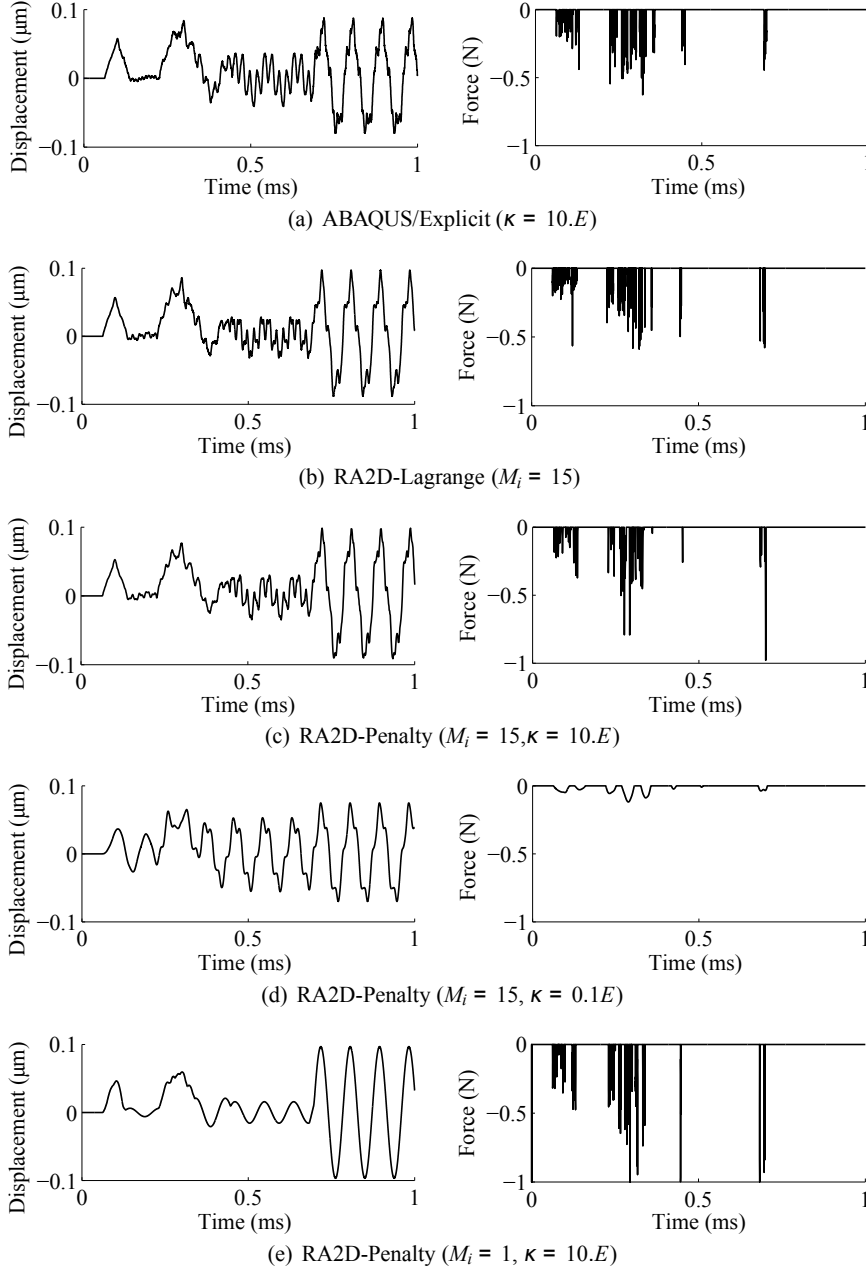 Displacement (μm)
0.1
0
−0.1
0
0.5
1
Time (ms)
Force (N)
0
−0.5
−1
0
0.5
1
Time (ms)
(a) ABAQUS/Explicit (κ = 10.E)
Displacement (μm)
0.1
0
−0.1
0
0.5
1
Time (ms)
Force (N)
0
−0.5
−1
0
0.5
1
Time (ms)
(b) RA2D-Lagrange (Mi = 15)
Displacement (μm)
0.1
0
−0.1
0
0.5
1
Time (ms)
Force (N)
0
−0.5
−1
0
0.5
1
Time (ms)
(c) RA2D-Penalty (Mi = 15,κ = 10.E)
Displacement (μm)
0.1
0
−0.1
0
0.5
1
Time (ms)
Force (N)
0
−0.5
−1
0
0.5
1
Time (ms)
(d) RA2D-Penalty (Mi = 15, κ = 0.1E)
Displacement (μm)
0.1
0
−0.1
0
0.5
1
Time (ms)
Force (N)
0
−0.5
−1
0
0.5
1
Time (ms)
(e) RA2D-Penalty (Mi = 1, κ = 10.E)